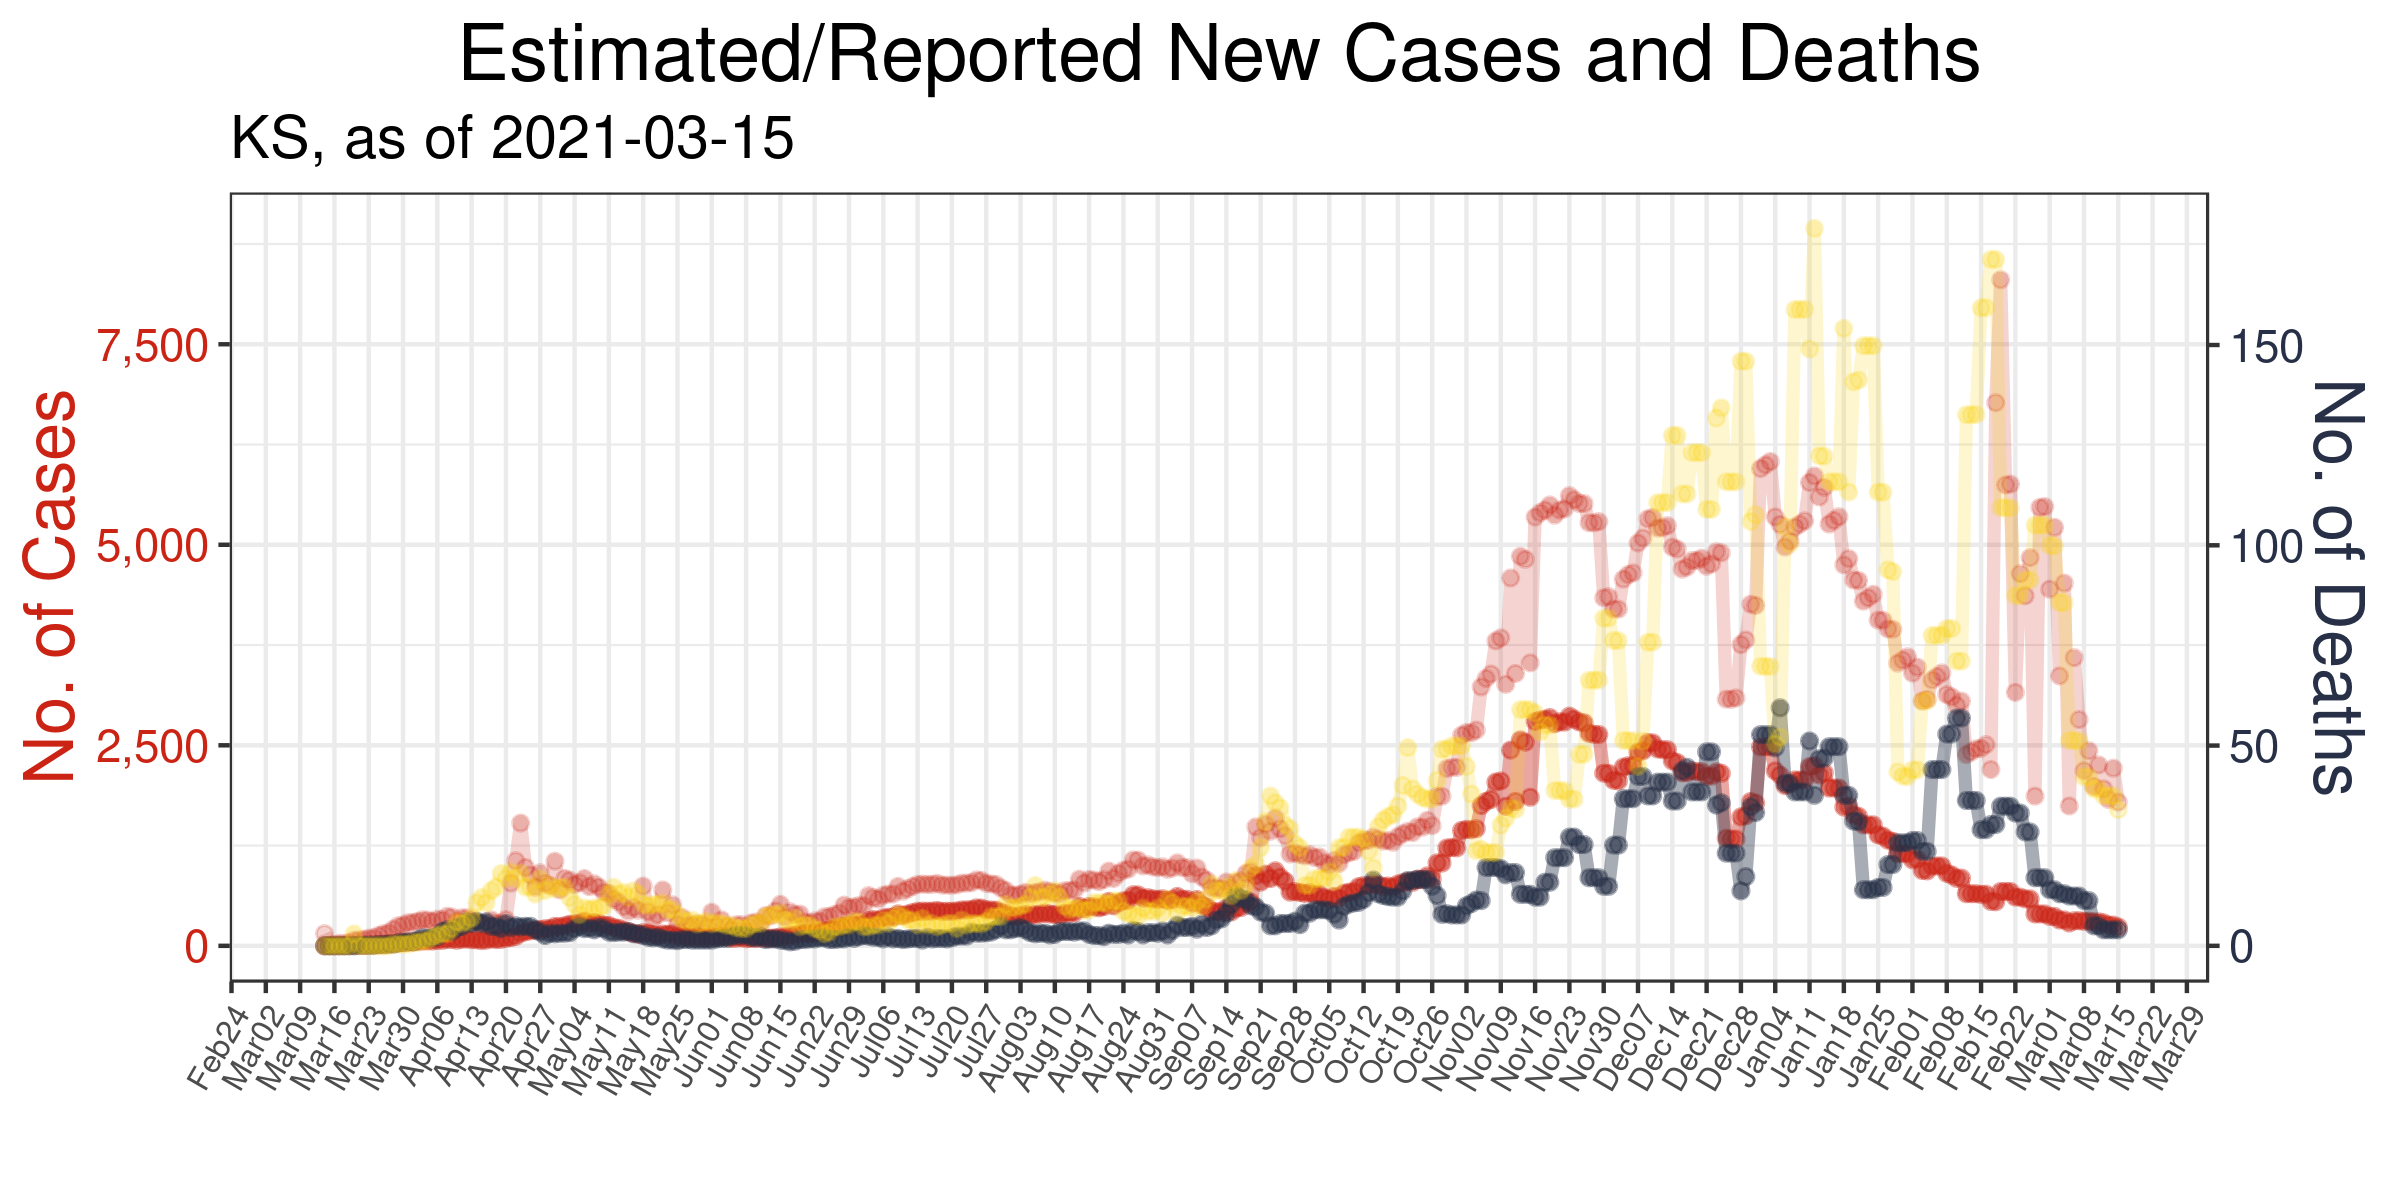 Estimated/Reported New Cases and Deaths
KS, as of 2021-03-15
No. of Cases
7,500
5,000
2,500
0
150
100
50
0
No. of Deaths
Feb24
Mar02
Mar09
Mar16
Mar23
Mar30
Apr06
Apr13
Apr20
Apr27
May04
May11
May18
May25
Jun01
Jun08
Jun15
Jun22
Jun29
Jul06
Jul13
Jul20
Jul27
Aug03
Aug10
Aug17
Aug24
Aug31
Sep07
Sep14
Sep21
Sep28
Oct05
Oct12
Oct19
Oct26
Nov02
Nov09
Nov16
Nov23
Nov30
Dec07
Dec14
Dec21
Dec28
Jan04
Jan11
Jan18
Jan25
Feb01
Feb08
Feb15
Feb22
Mar01
Mar08
Mar15
Mar22
Mar29